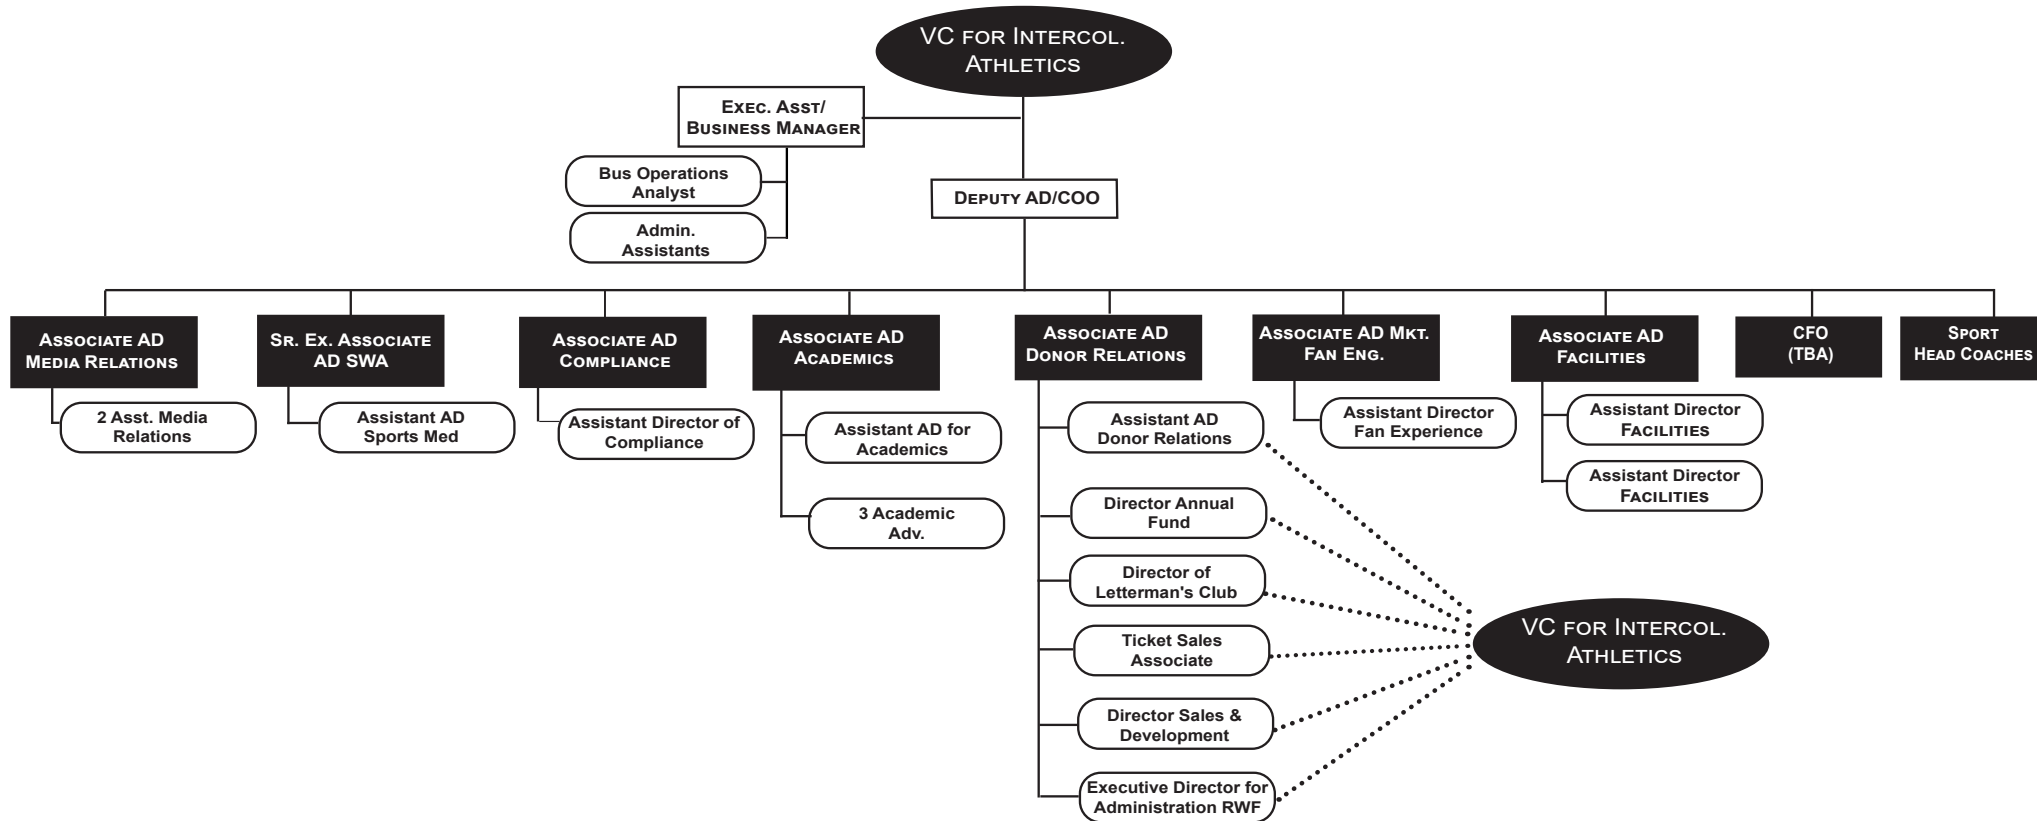 VC FOR INTERCOL.
ATHLETICS
EXEC. ASST/
BUSINESS MANAGER
Bus Operations
Analyst
Admin.
Assistants
DEPUTY AD/COO
ASSOCIATE AD
MEDIA RELATIONS
2 Asst. Media
Relations
SR. EX. ASSOCIATE
AD SWA
Assistant AD
Sports Med
ASSOCIATE AD
COMPLIANCE
Assistant Director of
Compliance
ASSOCIATE AD
ACADEMICS
Assistant AD for
Academics
3 Academic
Adv.
ASSOCIATE AD
DONOR RELATIONS
Assistant AD
Donor Relations
Director Annual
Fund
Director of
Letterman's Club
Ticket Sales
Associate
Director Sales &
Development
Executive Director for
Administration RWF
ASSOCIATE AD MKT.
FAN ENG.
Assistant Director
Fan Experience
ASSOCIATE AD
FACILITIES
Assistant Director
FACILITIES
Assistant Director
FACILITIES
CFO
(TBA)
SPORT
HEAD COACHES
VC FOR INTERCOL.
ATHLETICS